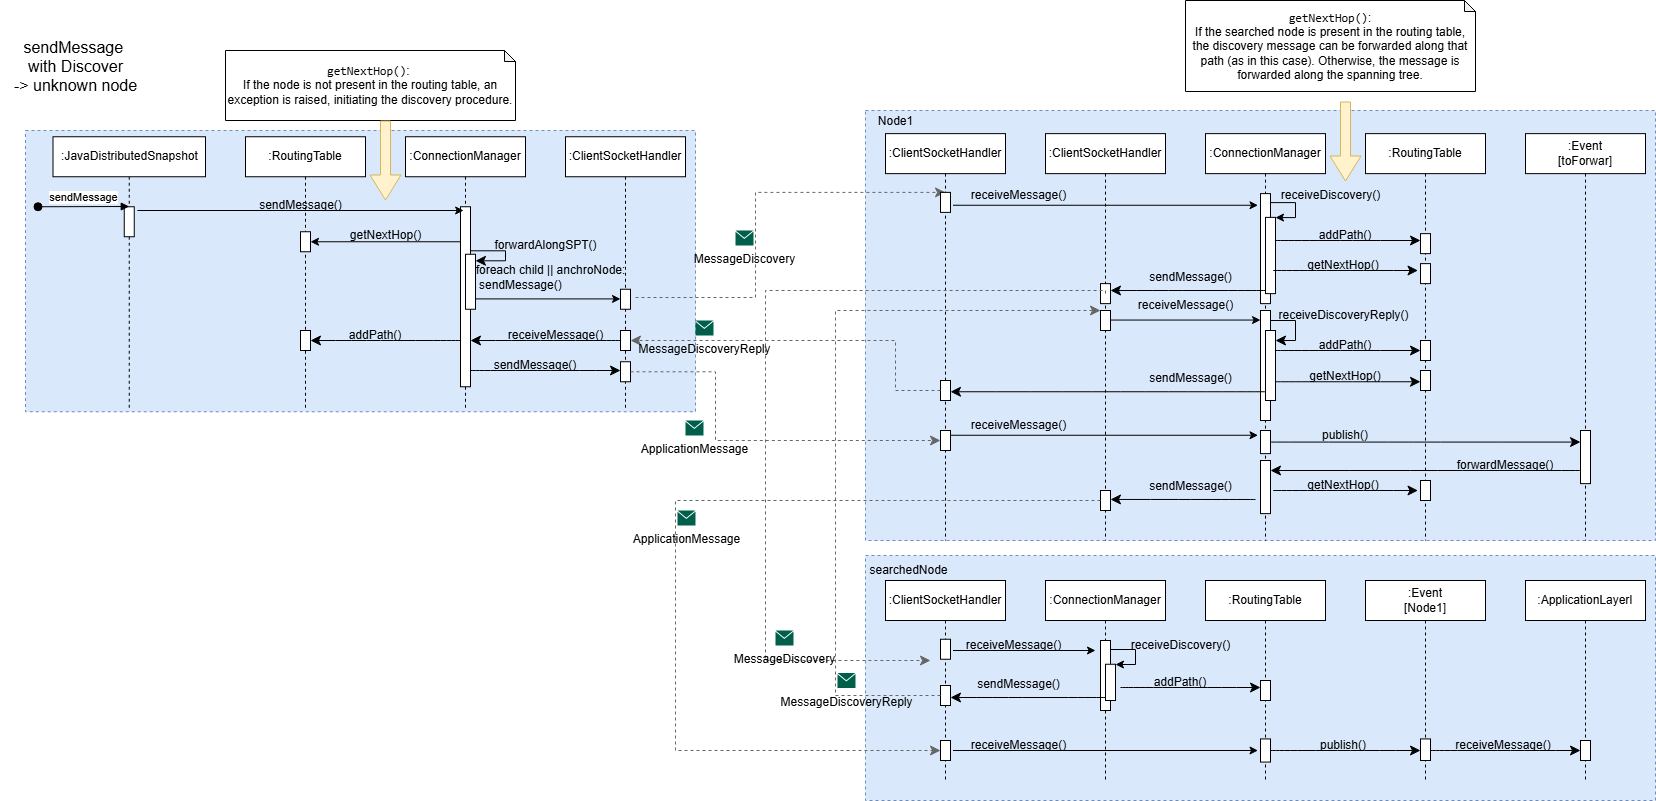 sendMessage
with Discover
-> unknown node
getNextHop():
If the node is not present in the routing table, an
exception is raised, initiating the discovery procedure.
getNextHop():
If the searched node is present in the routing table,
the discovery message can be forwarded along that
path (as in this case). Otherwise, the message is
forwarded along the spanning tree.
:JavaDistributedSnapshot
:RoutingTable
:ConnectionManager
:ClientSocketHandler
sendMessage
sendMessage()
getNextHop()
forwardAlongSPT()
foreach child || anchroNode:
sendMessage()
receiveMessage()
addPath()
sendMessage()
MessageDiscovery
MessageDiscoveryReply
ApplicationMessage
ApplicationMessage
MessageDiscovery
MessageDiscoveryReply
Node1
:ClientSocketHandler
:ClientSocketHandler
:ConnectionManager
:RoutingTable
:Event
[toForwar]
receiveMessage()
receiveDiscovery()
addPath()
getNextHop()
sendMessage()
receiveMessage()
receiveDiscoveryReply()
addPath()
getNextHop()
sendMessage()
receiveMessage()
publish()
forwardMessage()
getNextHop()
sendMessage()
searchedNode
:ClientSocketHandler
:ConnectionManager
:RoutingTable
:Event
[Node1]
:ApplicationLayerI
receiveMessage()
receiveDiscovery()
sendMessage()
addPath()
receiveMessage()
publish()
receiveMessage()